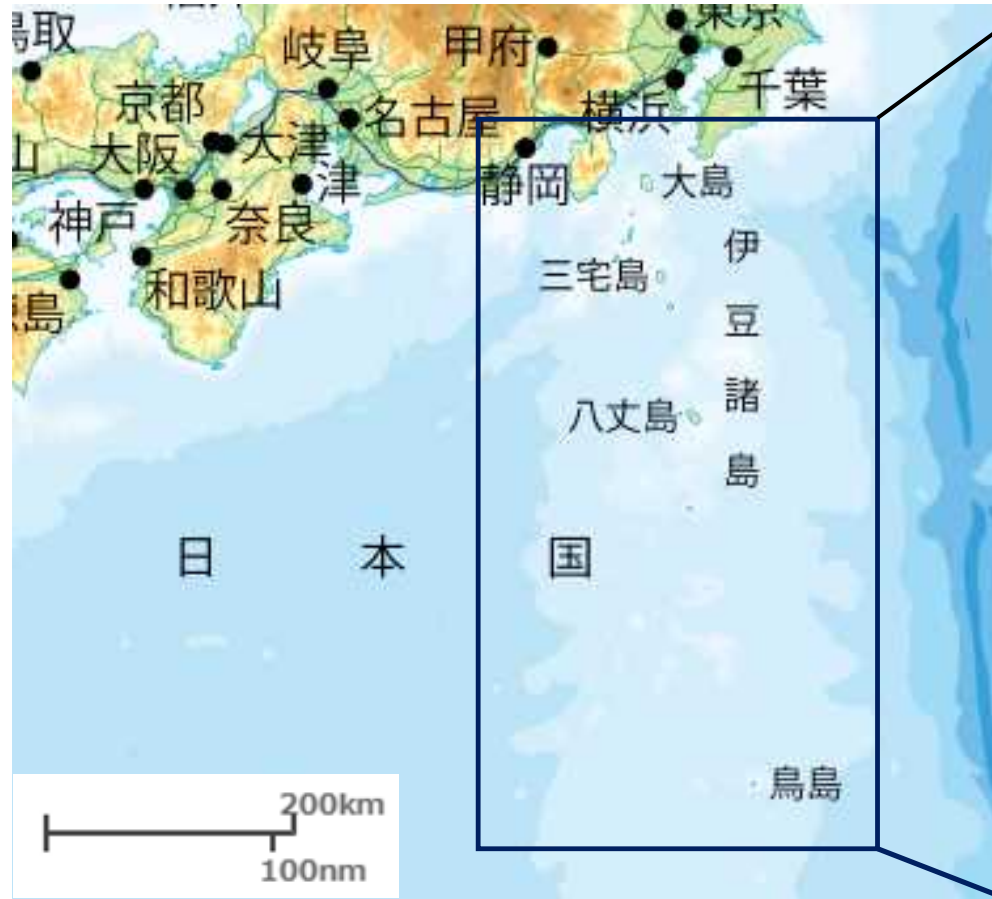 鳥取
東京
岐阜
甲府
千葉
京都
名古屋
横浜
山
大阪
大津
静岡
大島
津
神戸
奈良
伊豆諸島
三宅島
和歌山
島
八丈島
日本国
鳥島
200km
100nm